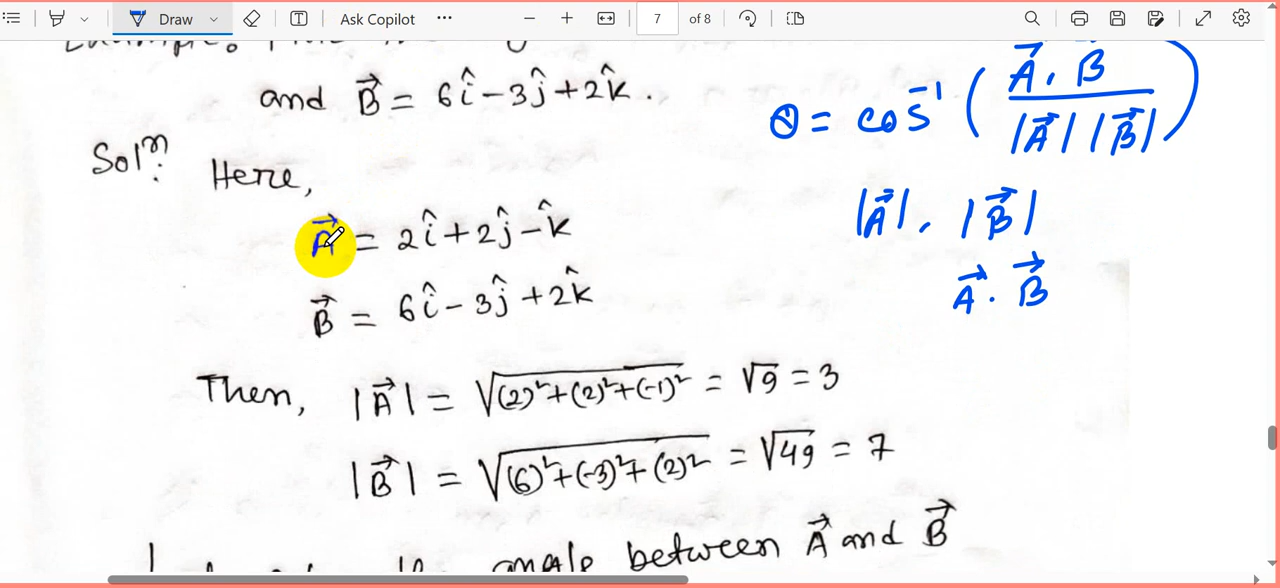 Draw
Ask Copilot
7 of 8
and B⃗ = 6î − 3ĵ + 2k̂.
Solⁿ:
Here,
A⃗ = 2î + 2ĵ − k̂
B⃗ = 6î − 3ĵ + 2k̂
Then, |A⃗| = √((2)²+(2)²+(-1)²) = √9 = 3
|B⃗| = √((6)²+(-3)²+(2)²) = √49 = 7
angle between A⃗ and B⃗
θ = cos⁻¹ (A⃗ . B⃗ / |A⃗| |B⃗|)
|A⃗|, |B⃗|
A⃗ . B⃗